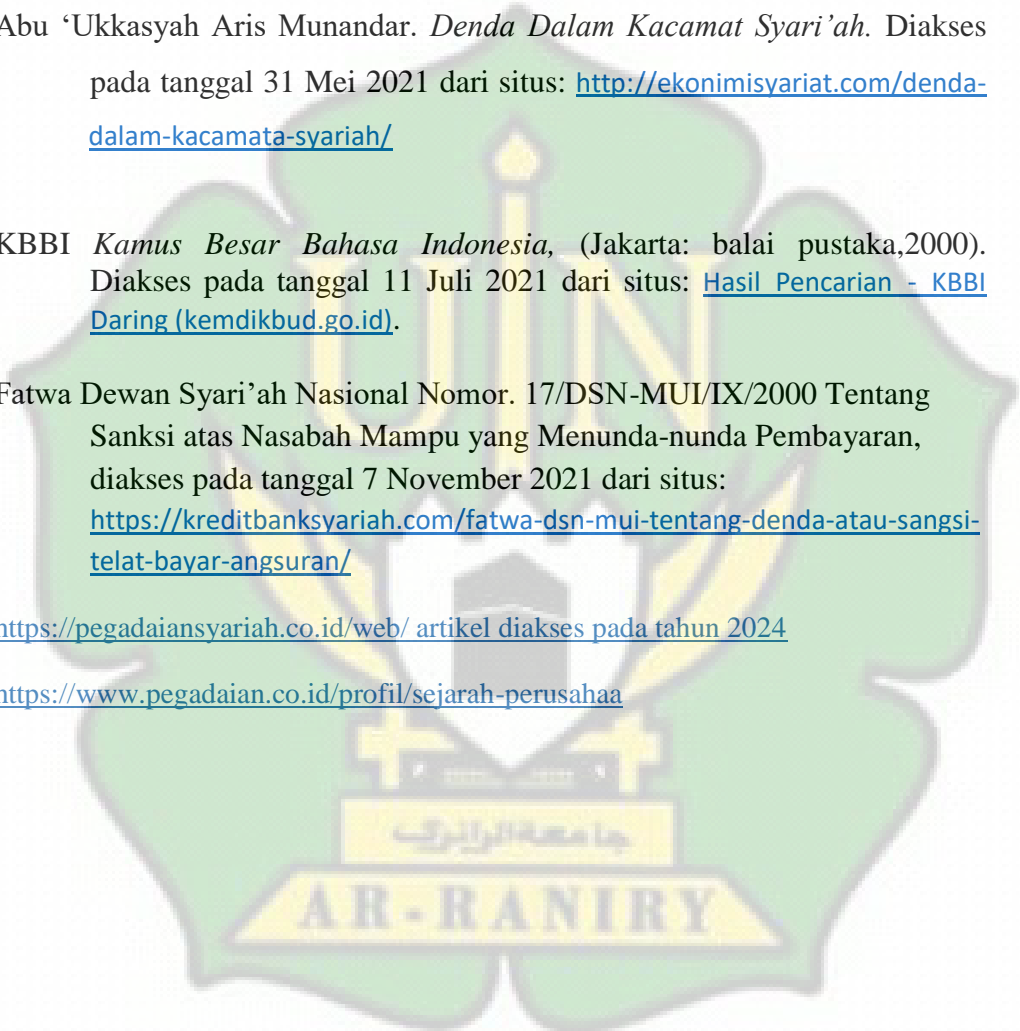 Abu ‘Ukkasyah Aris Munandar. Denda Dalam Kacamat Syari’ah. Diakses
pada tanggal 31 Mei 2021 dari situs: http://ekonimisyariat.com/denda-
dalam-kacamata-syariah/
KBBI Kamus Besar Bahasa Indonesia, (Jakarta: balai pustaka,2000).
Diakses pada tanggal 11 Juli 2021 dari situs: Hasil Pencarian - KBBI
Daring (kemdikbud.go.id).
Fatwa Dewan Syari’ah Nasional Nomor. 17/DSN-MUI/IX/2000 Tentang
Sanksi atas Nasabah Mampu yang Menunda-nunda Pembayaran,
diakses pada tanggal 7 November 2021 dari situs:
https://kreditbanksyariah.com/fatwa-dsn-mui-tentang-denda-atau-sangsi-
telat-bayar-angsuran/
https://pegadaiansyariah.co.id/web/ artikel diakses pada tahun 2024
https://www.pegadaian.co.id/profil/sejarah-perusahaa
UIN
جامعة الرانري
AR-RANIRY